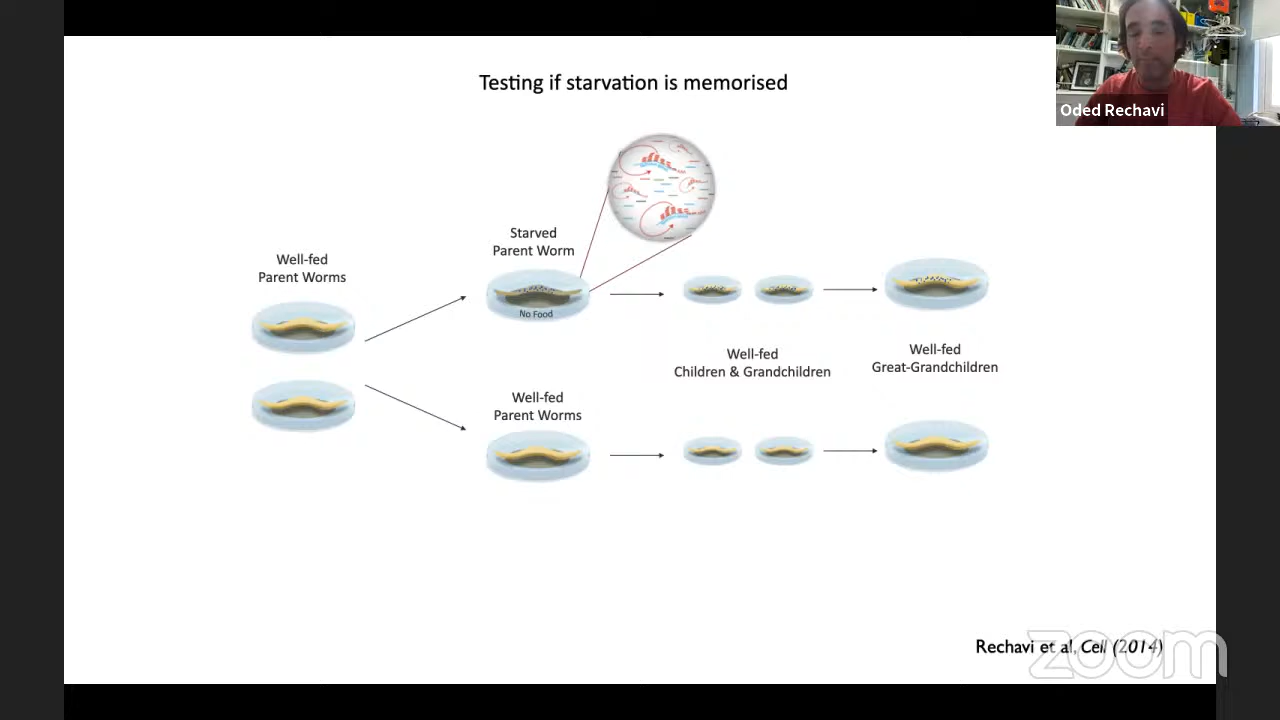 Testing if starvation is memorised
Oded Rechavi
Starved
Parent Worm
Well-fed
Parent Worms
No Food
Well-fed
Children & Grandchildren
Well-fed
Great-Grandchildren
Well-fed
Parent Worms
Rechavi et al, Cell (2014)
zoom